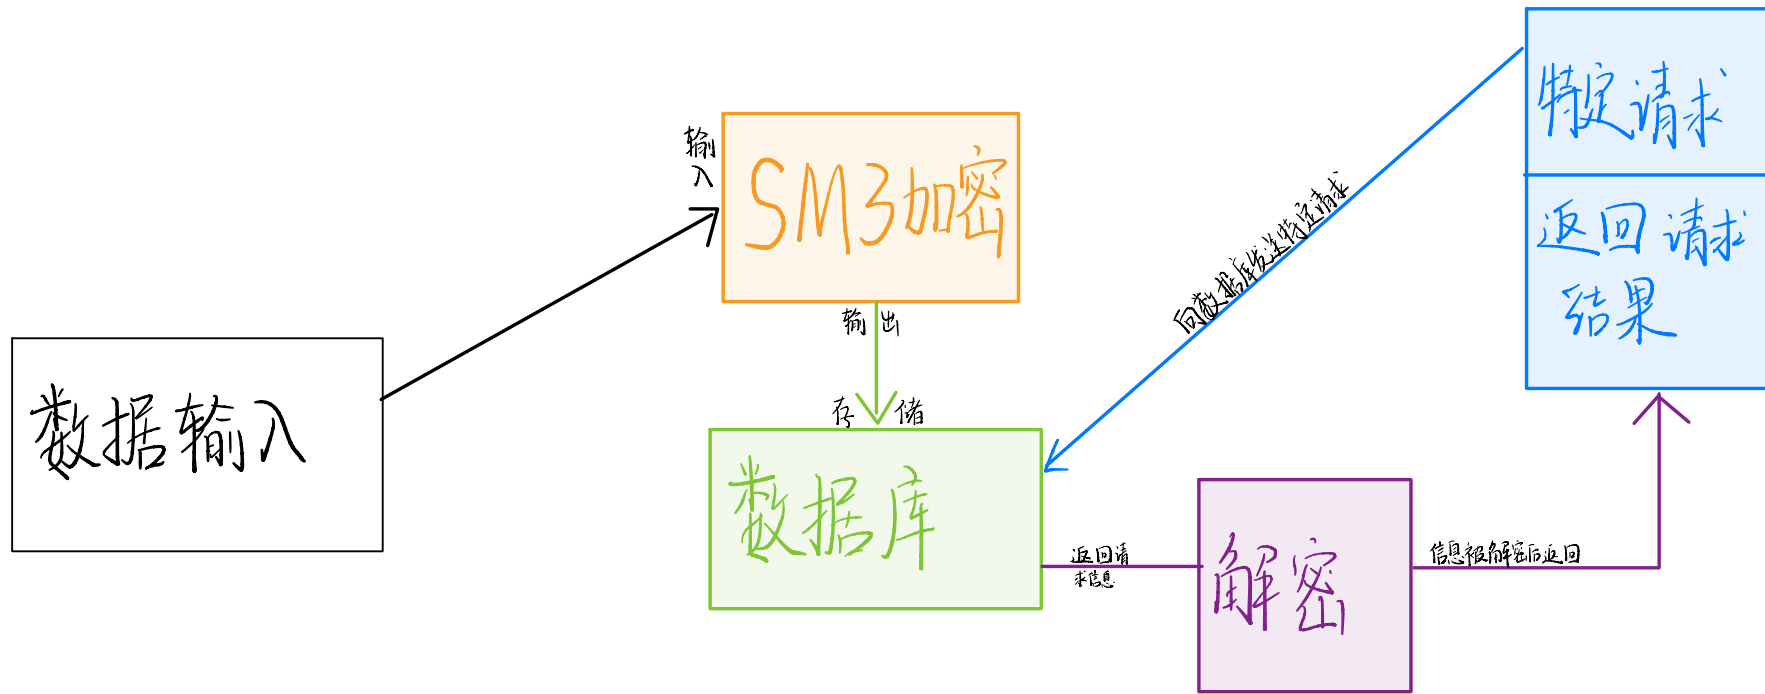 数据输入
输
入
SM3加密
输出
存储
数据库
向数据库发送特定请求
特定请求
返回请求
结果
返回请
求信息
解密
信息被解密后返回